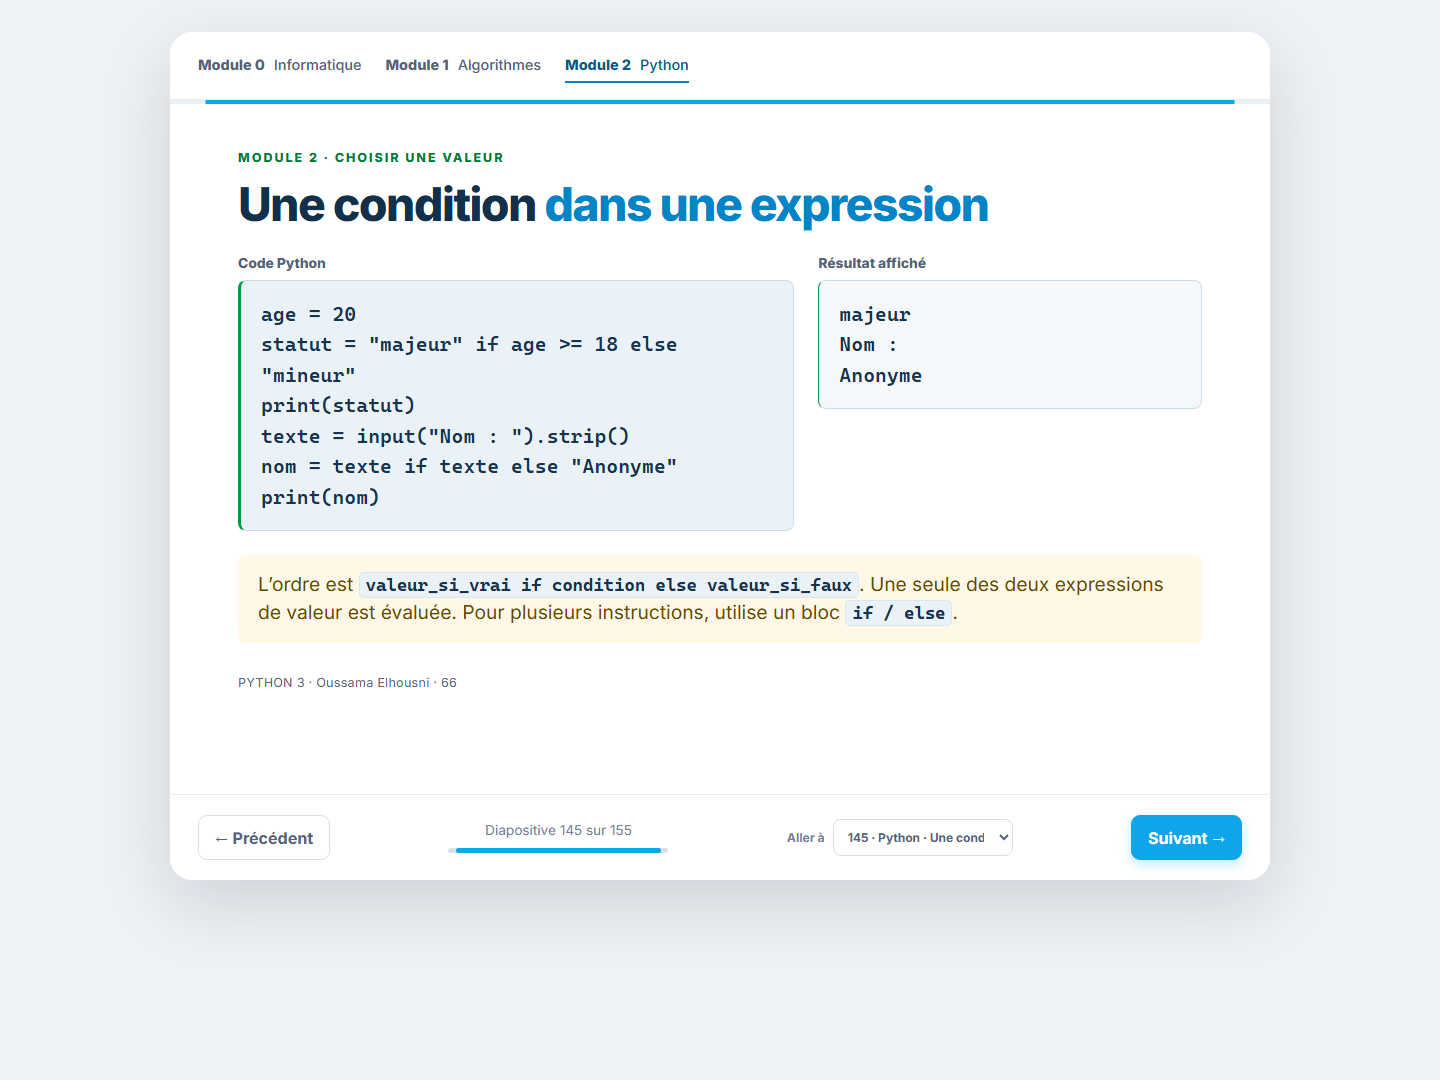 Module 0 Informatique Module 1 Algorithmes Module 2 Python
MODULE 2 · CHOISIR UNE VALEUR
Une condition dans une expression
Code Python
age = 20
statut = "majeur" if age >= 18 else
"mineur"
print(statut)
texte = input("Nom : ").strip()
nom = texte if texte else "Anonyme"
print(nom)
Résultat affiché
majeur
Nom :
Anonyme
L’ordre est valeur_si_vrai if condition else valeur_si_faux. Une seule des deux expressions
de valeur est évaluée. Pour plusieurs instructions, utilise un bloc if / else.
PYTHON 3 · Oussama Elhousni · 66
← Précédent
Diapositive 145 sur 155
Aller à
145 · Python · Une cond
Suivant →